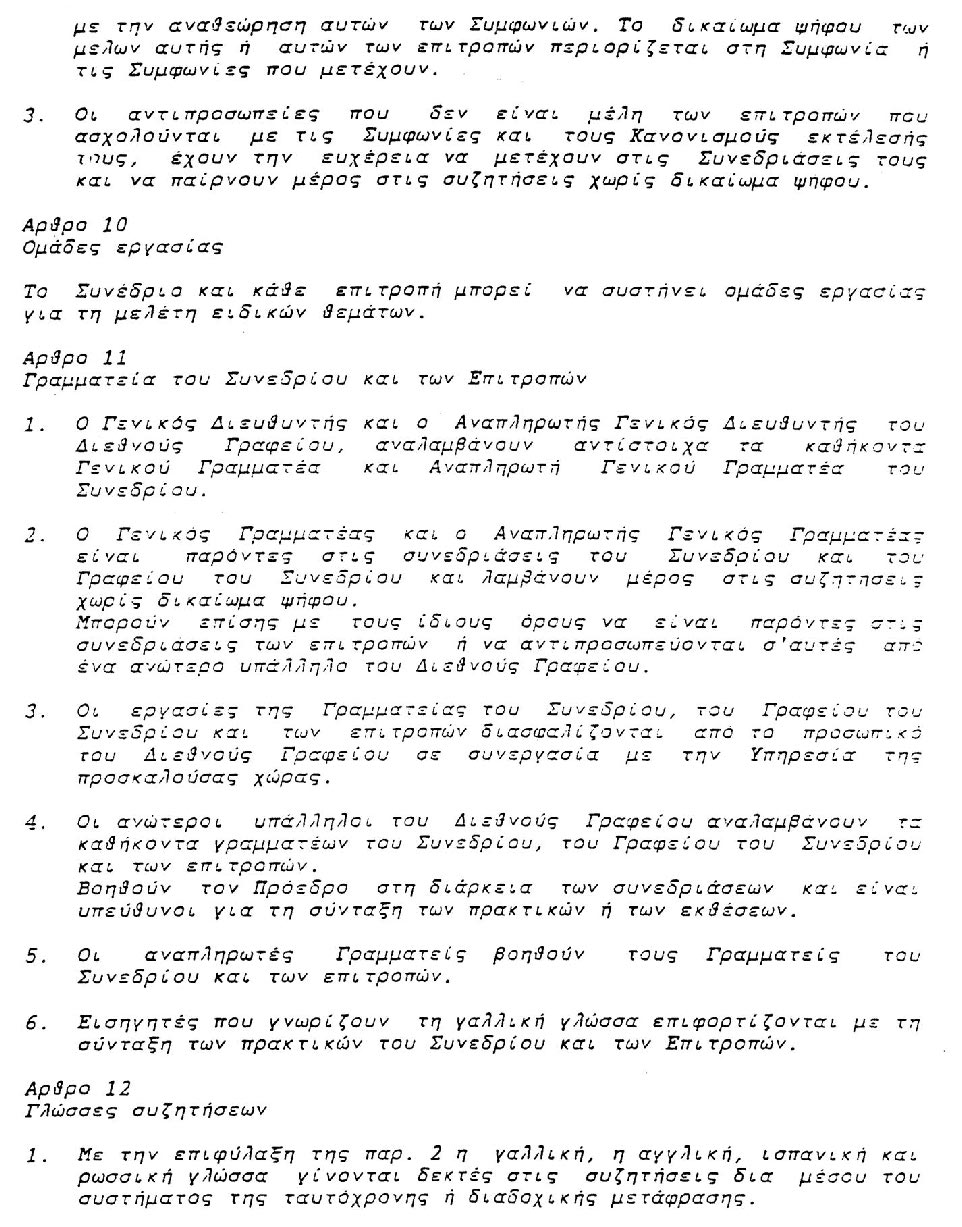 με την αναθεώρηση αυτών των Συμφωνιών. Το δικαίωμα ψήφου των
μελων αυτής ή αυτών των επιτροπών περιορίζεται στη Συμφωνία ή
τις Συμφωνίες που μετέχουν.
3. Οι αντιπροσωπείες που δεν είναι μέλη των επιτροπών που
ασχολούνται με τις Συμφωνίες και τους Κανονισμούς εκτέλεσής
τους, έχουν την ευχέρεια να μετέχουν στις Συνεδριάσεις τους
και να παίρνουν μέρος στις συζητήσεις χωρίς δικαίωμα ψήφου.
Αρθρο 10
Ομάδες εργασίας
Το Συνέδριο και κάθε επιτροπή μπορεί να συστήνει ομάδες εργασίας
για τη μελέτη ειδικών θεμάτων.
Αρθρο 11
Γραμματεία του Συνεδρίου και των Επιτροπών
1. Ο Γενικός Διευθυντής και ο Αναπληρωτής Γενικός Διευθυντής του
Διεθνούς Γραφείου, αναλαμβάνουν αντίστοιχα τα καθήκοντα
Γενικού Γραμματέα και Αναπληρωτή Γενικού Γραμματέα του
Συνεδρίου.
2. Ο Γενικός Γραμματέας και ο Αναπληρωτής Γενικός Γραμματέας
είναι παρόντες στις συνεδριάσεις του Συνεδρίου και του
Γραφείου του Συνεδρίου και λαμβάνουν μέρος στις συζητησεις
χωρίς δικαίωμα ψήφου.
Μπορούν επίσης με τους ίδιους όρους να είναι παρόντες στις
συνεδριάσεις των επιτροπών ή να αντιπροσωπεύονται σ'αυτές από
ένα ανώτερο υπάλληλο του Διεθνούς Γραφείου.
3. Οι εργασίες της Γραμματείας του Συνεδρίου, του Γραφείου του
Συνεδρίου και των επιτροπών διασφαλίζονται από το προσωπικό
του Διεθνούς Γραφείου σε συνεργασία με την Υπηρεσία της
προσκαλούσας χώρας.
4. Οι ανώτεροι υπάλληλοι του Διεθνούς Γραφείου αναλαμβάνουν τα
καθήκοντα γραμματέων του Συνεδρίου, του Γραφείου του Συνεδρίου
και των επιτροπών.
Βοηθούν τον Πρόεδρο στη διάρκεια των συνεδριάσεων και είναι
υπεύθυνοι για τη σύνταξη των πρακτικών ή των εκθέσεων.
5. Οι αναπληρωτές Γραμματείς βοηθούν τους Γραμματείς του
Συνεδρίου και των επιτροπών.
6. Εισηγητές που γνωρίζουν τη γαλλική γλώσσα επιφορτίζονται με τη
σύνταξη των πρακτικών του Συνεδρίου και των Επιτροπών.
Αρθρο 12
Γλώσσες συζητήσεων
1. Με την επιφύλαξη της παρ. 2 η γαλλική, η αγγλική, ισπανική και
ρωσσική γλώσσα γίνονται δεκτές στις συζητήσεις δια μέσου του
συστήματος της ταυτόχρονης ή διαδοχικής μετάφρασης.